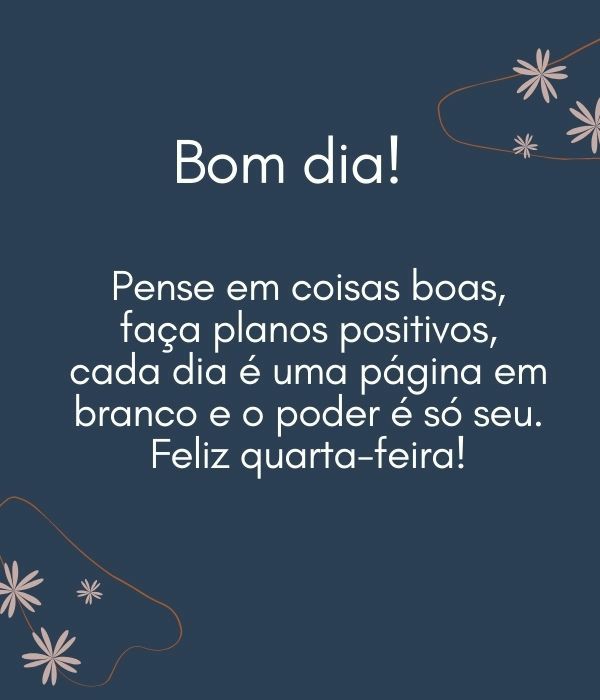 Bom dia!
Pense em coisas boas,
faça planos positivos,
cada dia é uma página em
branco e o poder é só seu.
Feliz quarta-feira!